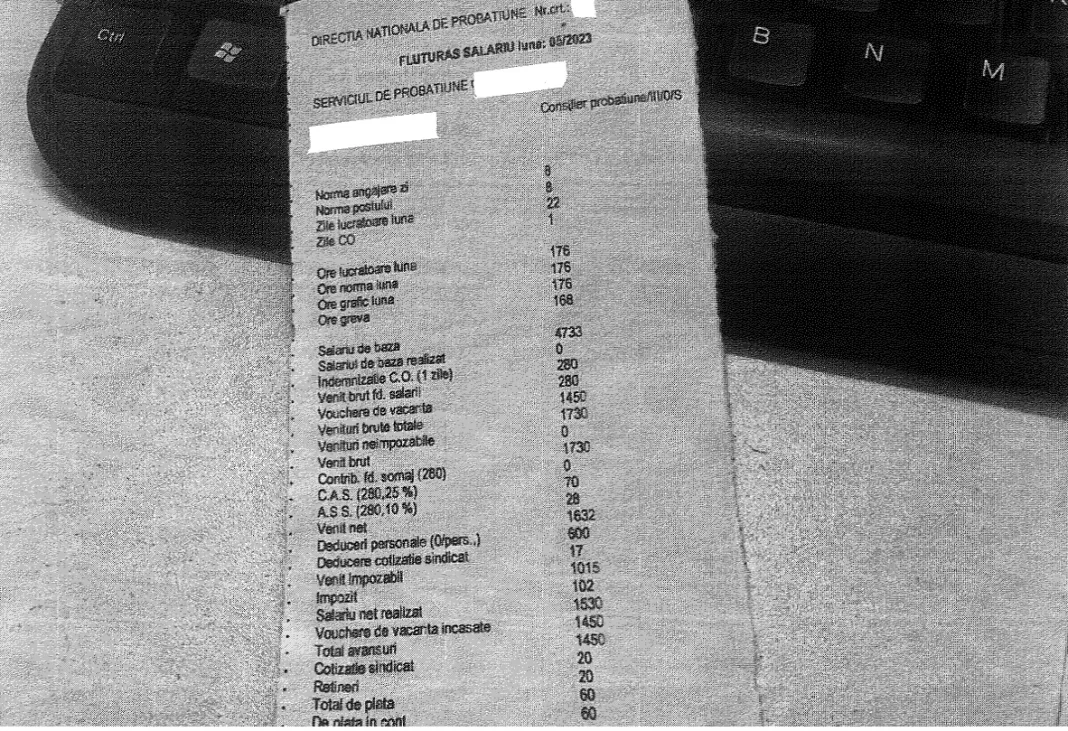 Ctrl
B
N
M
DIRECTIA NATIONALA DE PROBATIUNE Nr.crt.:
FLUTURAS SALARIU luna: 05/2023
SERVICIUL DE PROBATIUNE
Consilier probatiune/III/0/S
Norma angajare zi 8
Norma postului 8
Zile lucratoare luna 22
Zile CO 1
Ore lucratoare luna 176
Ore norma luna 176
Ore grafic luna 176
Ore greva 168
Salariu de baza 4733
Salariul de baza realizat 0
Indemnizatie C.O. (1 zile) 280
Venit brut fd. salarii 280
Vouchere de vacanta 1450
Venituri brute totale 1730
Venituri neimpozabile 0
Venit brut 1730
Contrib. fd. somaj (280) 0
C.A.S. (280,25 %) 70
A.S S. (280,10 %) 28
Venit net 1632
Deduceri personale (0/pers.,) 600
Deducere cotizatie sindicat 17
Venit Impozabil 1015
Impozit 102
Salariu net realizat 1530
Vouchere de vacanta incasate 1450
Total avansuri 1450
Cotizatie sindicat 20
Retineri 20
Total de plata 60
De plata in cont 60